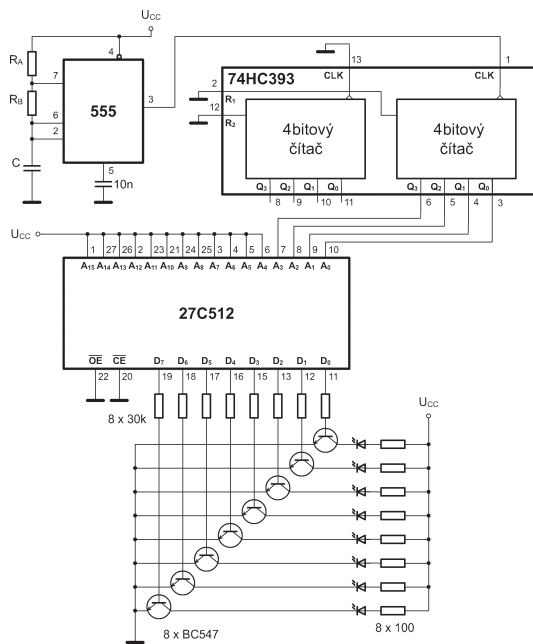 U_CC
R_A
R_B
C
7
6
2
4
3
5
555
10n
13
1
CLK
CLK
74HC393
2
R₁
12
R₂
4bitový
čítač
4bitový
čítač
Q₃ Q₂ Q₁ Q₀
8 9 10 11
Q₃ Q₂ Q₁ Q₀
6 5 4 3
U_CC
1 27 26 2 23 21 24 25 3 4 5 6 7 8 9 10
A₁₅ A₁₄ A₁₃ A₁₂ A₁₁ A₁₀ A₉ A₈ A₇ A₆ A₅ A₄ A₃ A₂ A₁ A₀
27C512
OE CE D₇ D₆ D₅ D₄ D₃ D₂ D₁ D₀
22 20 19 18 17 16 15 13 12 11
8 x 30k
U_CC
8 x BC547
8 x 100